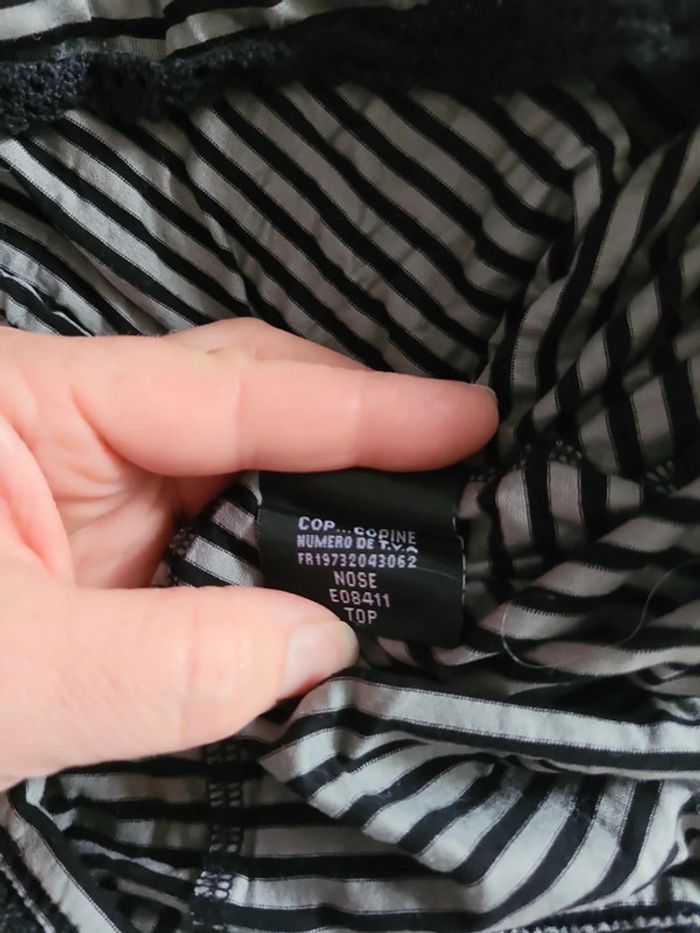 COP...COPINE
NUMERO DE T.V.A
FR19732043062
NOSE
E08411
TOP